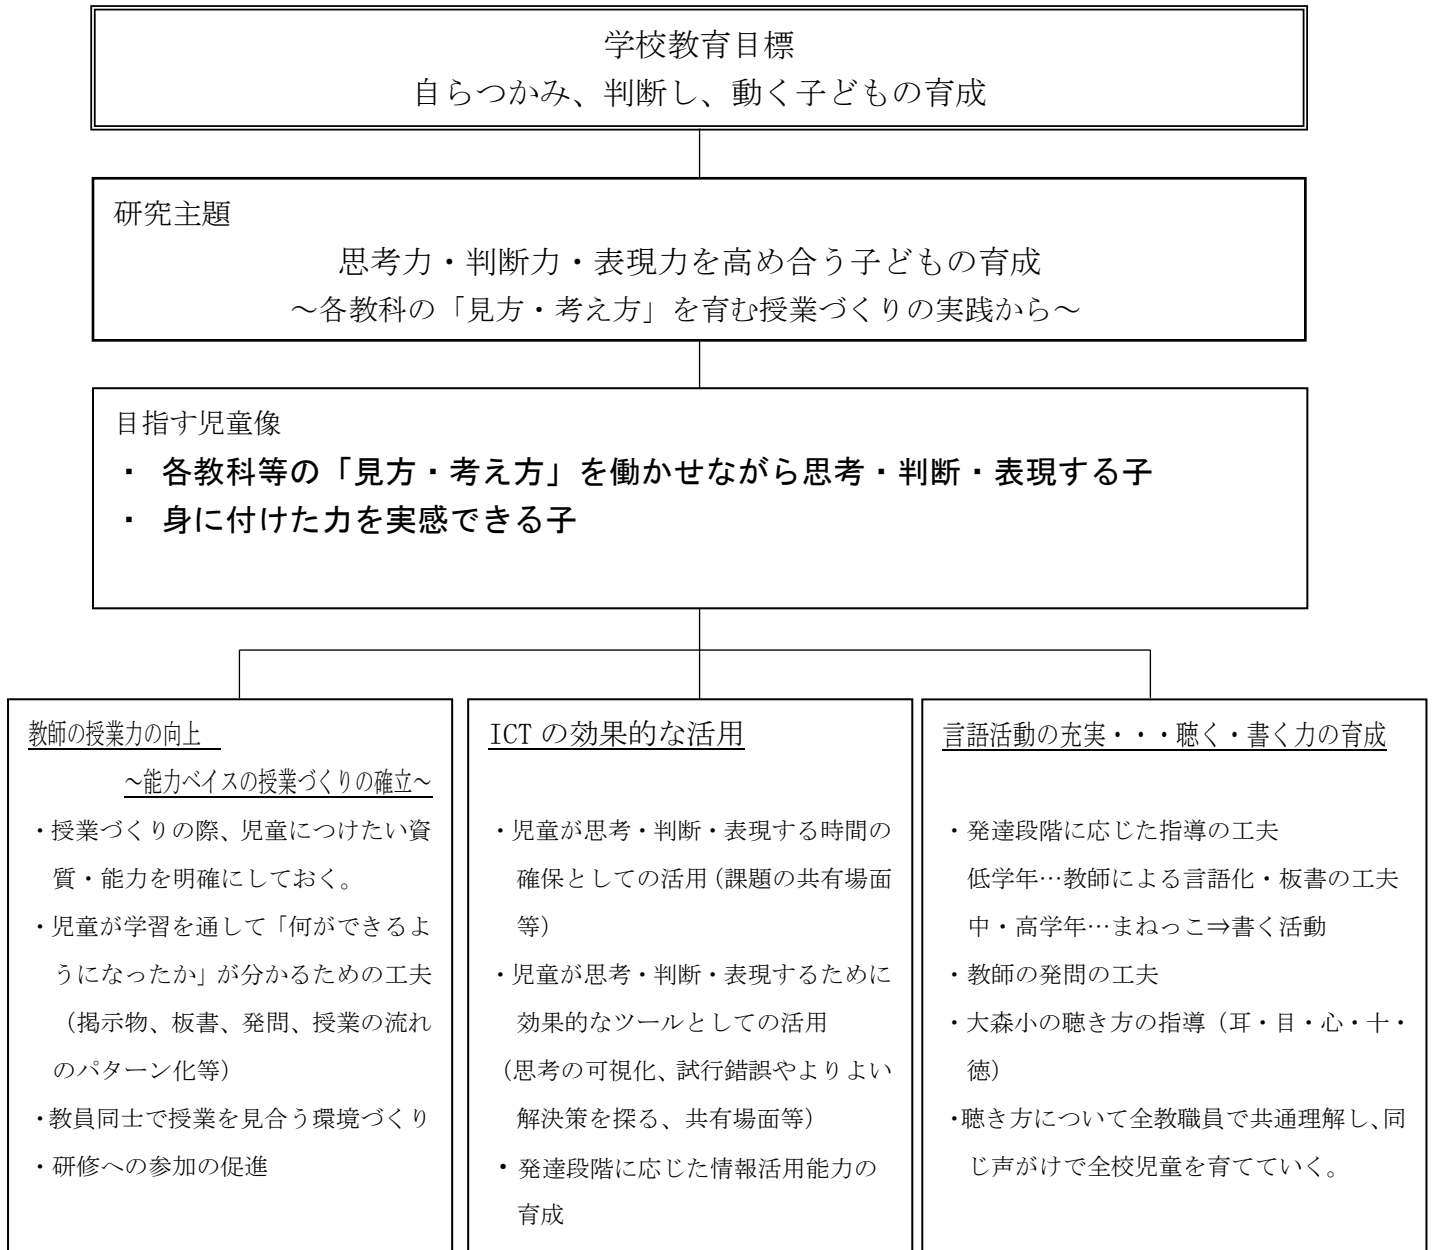 学校教育目標
自らつかみ、判断し、動く子どもの育成
研究主題
思考力・判断力・表現力を高め合う子どもの育成
～各教科の「見方・考え方」を育む授業づくりの実践から～
目指す児童像
・ 各教科等の「見方・考え方」を働かせながら思考・判断・表現する子
・ 身に付けた力を実感できる子
教師の授業力の向上
～能力ベイスの授業づくりの確立～
・授業づくりの際、児童につけたい資
質・能力を明確にしておく。
・児童が学習を通して「何ができるよ
うになったか」が分かるための工夫
（掲示物、板書、発問、授業の流れ
のパターン化等）
・教員同士で授業を見合う環境づくり
・研修への参加の促進
ICT の効果的な活用
・児童が思考・判断・表現する時間の
確保としての活用（課題の共有場面
等）
・児童が思考・判断・表現するために
効果的なツールとしての活用
（思考の可視化、試行錯誤やよりよい
解決策を探る、共有場面等）
・発達段階に応じた情報活用能力の
育成
言語活動の充実・・・聴く・書く力の育成
・発達段階に応じた指導の工夫
低学年…教師による言語化・板書の工夫
中・高学年…まねっこ⇒書く活動
・教師の発問の工夫
・大森小の聴き方の指導（耳・目・心・十・
徳）
・聴き方について全教職員で共通理解し、同
じ声がけで全校児童を育てていく。